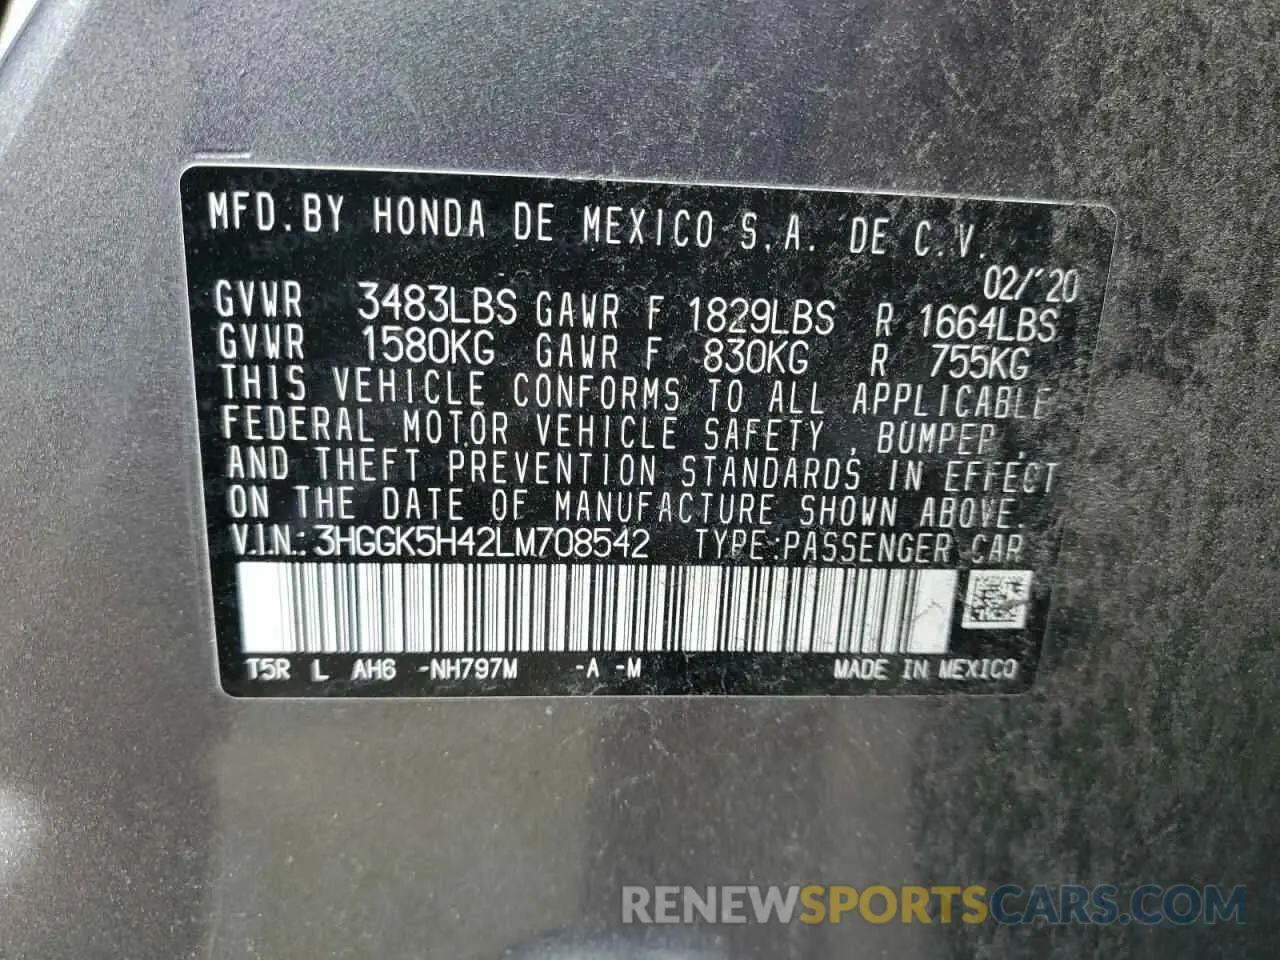 MFD. BY HONDA DE MEXICO S.A. DE C.V.
02/'20
GVWR 3483LBS GAWR F 1829LBS R 1664LBS
GVWR 1580KG GAWR F 830KG R 755KG
THIS VEHICLE CONFORMS TO ALL APPLICABLE
FEDERAL MOTOR VEHICLE SAFETY, BUMPER,
AND THEFT PREVENTION STANDARDS IN EFFECT
ON THE DATE OF MANUFACTURE SHOWN ABOVE.
V.I.N.: 3HGGK5H42LM708542 TYPE:PASSENGER CAR
T5R L AH6 -NH797M -A -M MADE IN MEXICO
RENEWSPORTSCARS.COM